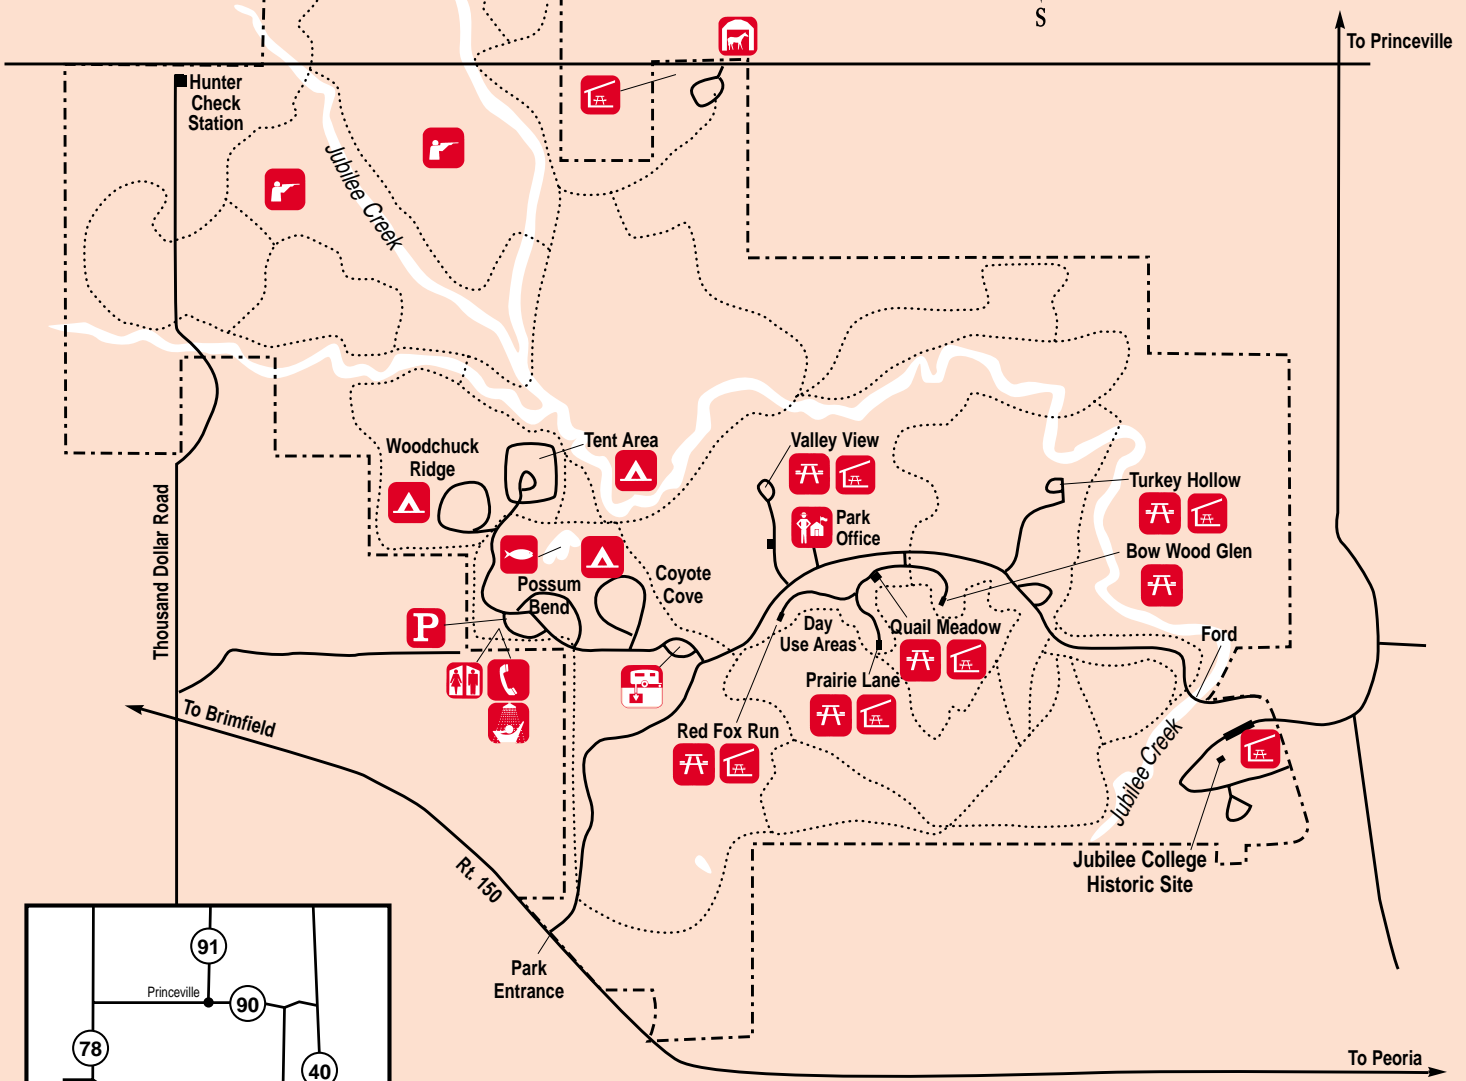 S
To Princeville
Hunter
Check
Station
Jubilee Creek
Woodchuck
Ridge
Tent Area
Valley View
Park
Office
Turkey Hollow
Bow Wood Glen
Thousand Dollar Road
Possum
Bend
Coyote
Cove
P
Day
Use Areas
Quail Meadow
Ford
Prairie Lane
To Brimfield
Red Fox Run
Jubilee Creek
Rt. 150
Jubilee College
Historic Site
Park
Entrance
91
Princeville
90
78
40
To Peoria